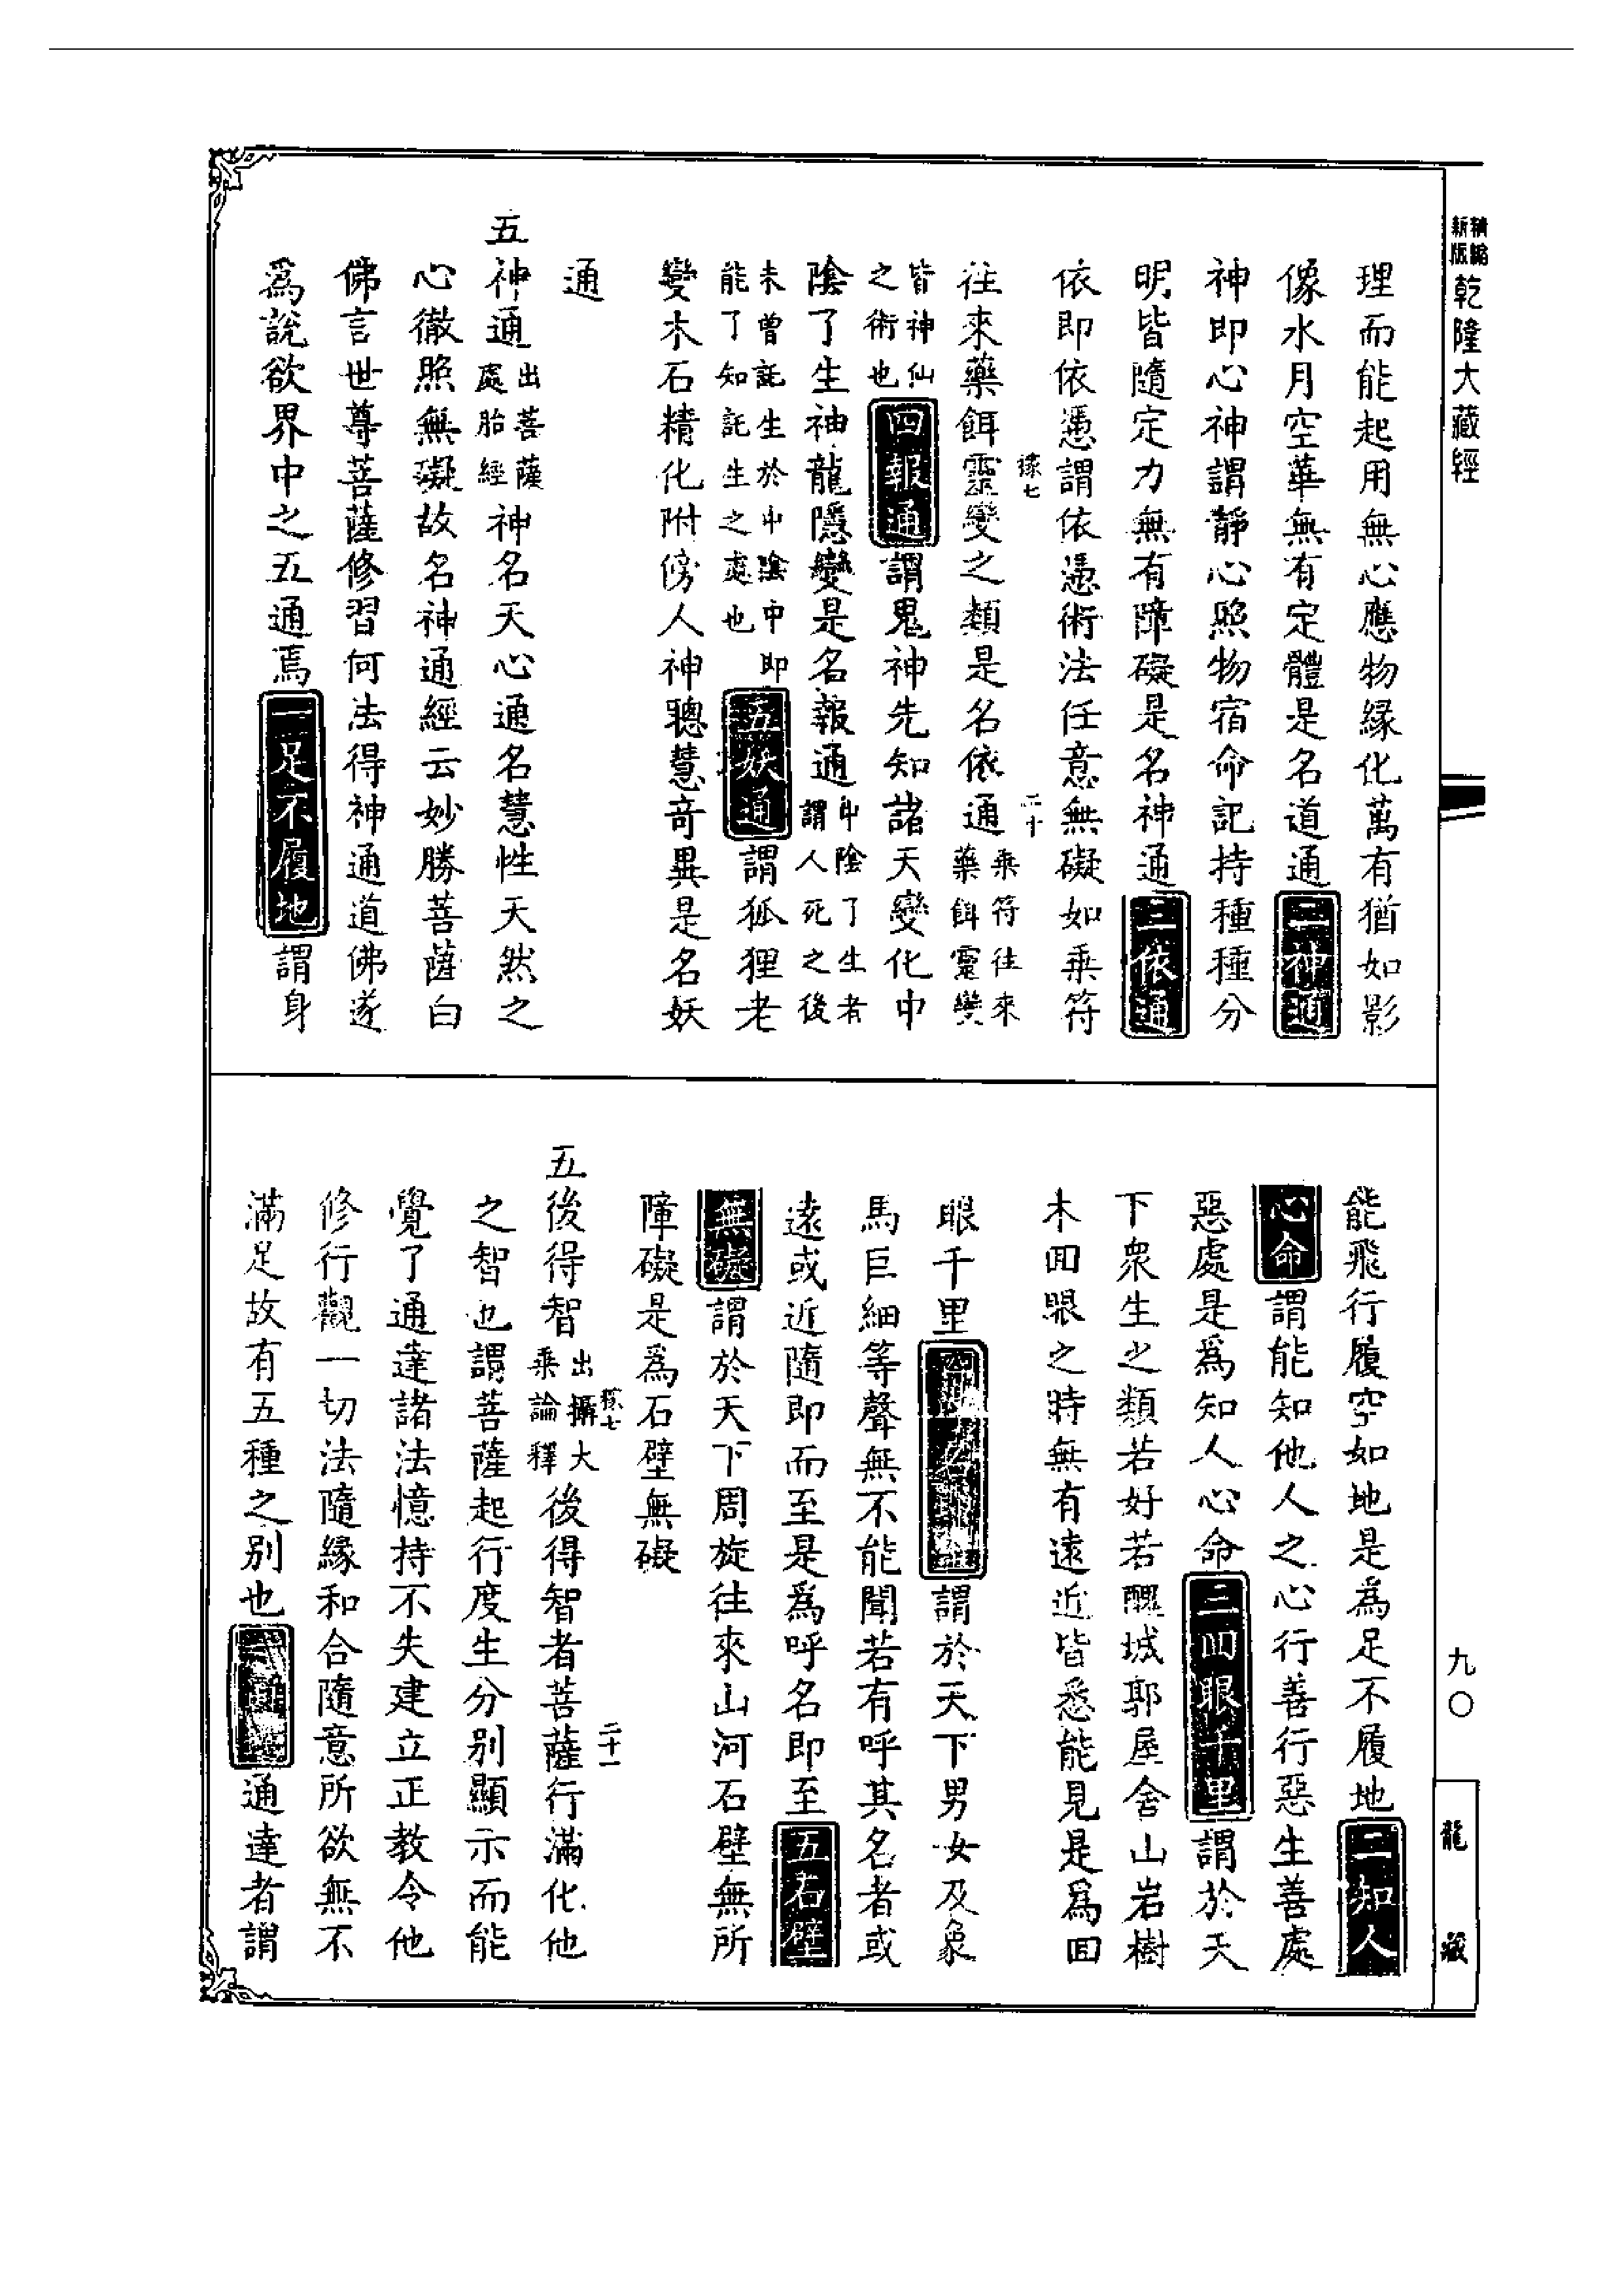 精縮新版乾隆大藏經
理而能起用無心應物緣化萬有猶如影
像水月空華無有定體是名道通二神通
神即心神謂靜心照物宿命記持種種分
明皆隨定力無有障礙是名神通三依通
依即依憑謂依憑術法任意無礙如乘符
稼七 二十
往來藥餌靈變之類是名依通乘符往來藥餌靈變
皆神仙之術也四報通謂鬼神先知諸天變化中
陰了生神龍隱變是名報通中陰了生者謂人死之後
未曾託生於中陰中即能了知託生之處也五妖通謂狐狸老
變木石精化附傍人神聰慧奇異是名妖
通
五神通出菩薩處胎經神名天心通名慧性天然之
心徹照無礙故名神通經云妙勝菩薩白
佛言世尊菩薩修習何法得神通道佛遂
為說欲界中之五通焉一足不履地謂身
能飛行履空如地是為足不履地二知人
心命謂能知他人之心行善行惡生善處
惡處是為知人心命三四眼千里謂於天
下眾生之類若好若醜城郭屋舍山岩樹
木回眼之時無有遠近皆悉能見是為回
眼千里謂於天下男女及象
馬巨細等聲無不能聞若有呼其名者或
遠或近隨即而至是為呼名即至五石壁
無礙謂於天下周旋往來山河石壁無所
障礙是為石壁無礙
稼七 二十一
五後得智出攝大乘論釋後得智者菩薩行滿化他
之智也謂菩薩起行度生分別顯示而能
覺了通達諸法憶持不失建立正教令他
修行觀一切法隨緣和合隨意所欲無不
滿足故有五種之別也通達者謂
九〇
龍藏